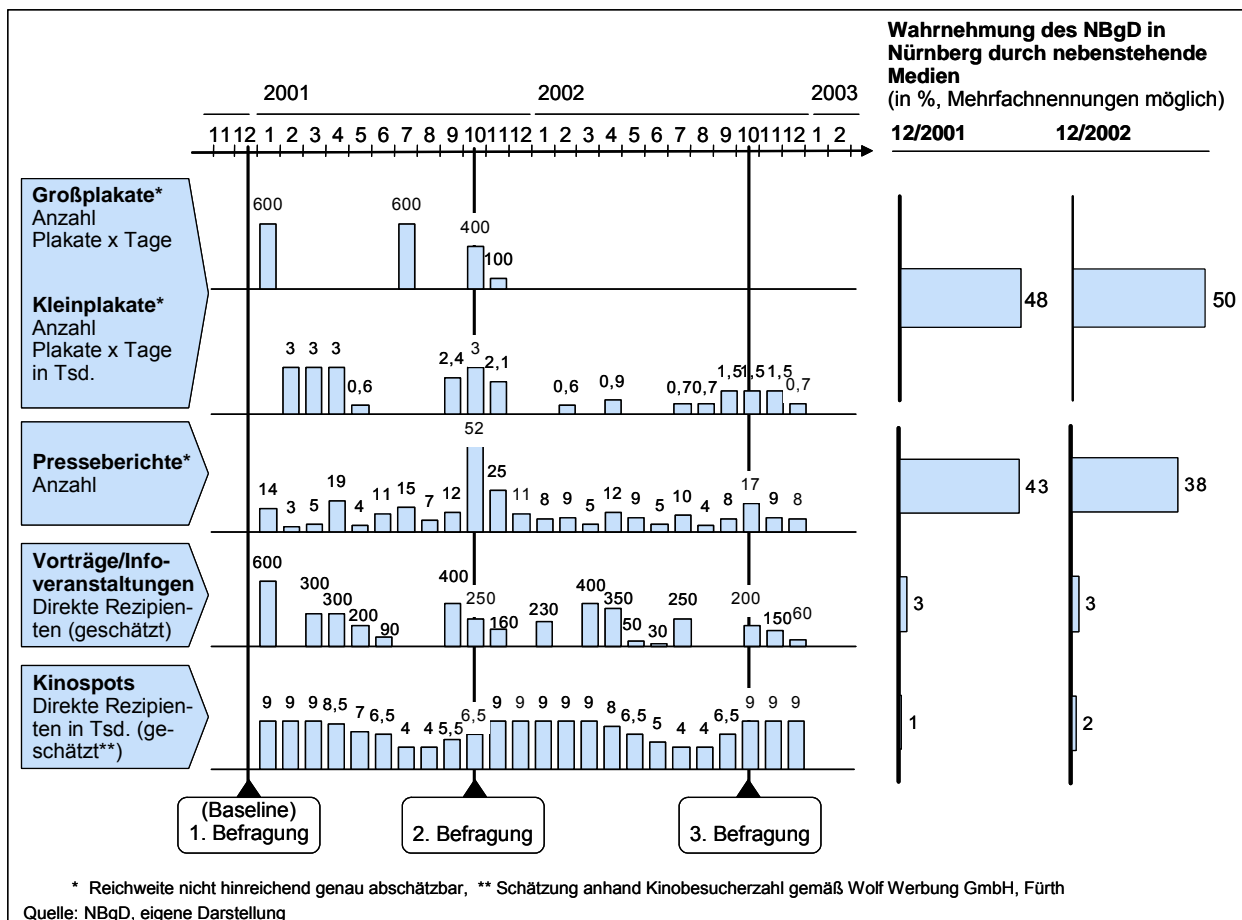 Wahrnehmung des NBgD in
Nürnberg durch nebenstehende
Medien
(in %, Mehrfachnennungen möglich)
12/2001 12/2002
2001 2002 2003
11 11 12 1 2 3 4 5 6 7 8 9 10 11 12 1 2 3 4 5 6 7 8 9 10 11 12 1 2
Großplakate*
Anzahl
Plakate x Tage
600 600 400 100
Kleinplakate*
Anzahl
Plakate x Tage
in Tsd.
3 3 3 0,6 2,4 3 2,1 0,6 0,9 0,7 0,7 1,5 1,5 1,5 0,7
48 50
Presseberichte*
Anzahl
14 3 5 19 4 11 15 7 12 52 25 11 8 9 5 12 9 5 10 4 8 17 9 8
43 38
Vorträge/Info-
veranstaltungen
Direkte Rezipien-
ten (geschätzt)
600 300 300 200 90 400 250 160 230 400 350 50 30 250 200 150 60
3 3
Kinospots
Direkte Rezipien-
ten in Tsd. (ge-
schätzt**)
9 9 9 8,5 7 6,5 4 4 5,5 6,5 9 9 9 9 9 8 6,5 5 4 4 6,5 9 9 9
1 2
(Baseline)
1. Befragung
2. Befragung
3. Befragung
* Reichweite nicht hinreichend genau abschätzbar, ** Schätzung anhand Kinobesucherzahl gemäß Wolf Werbung GmbH, Fürth
Quelle: NBgD, eigene Darstellung